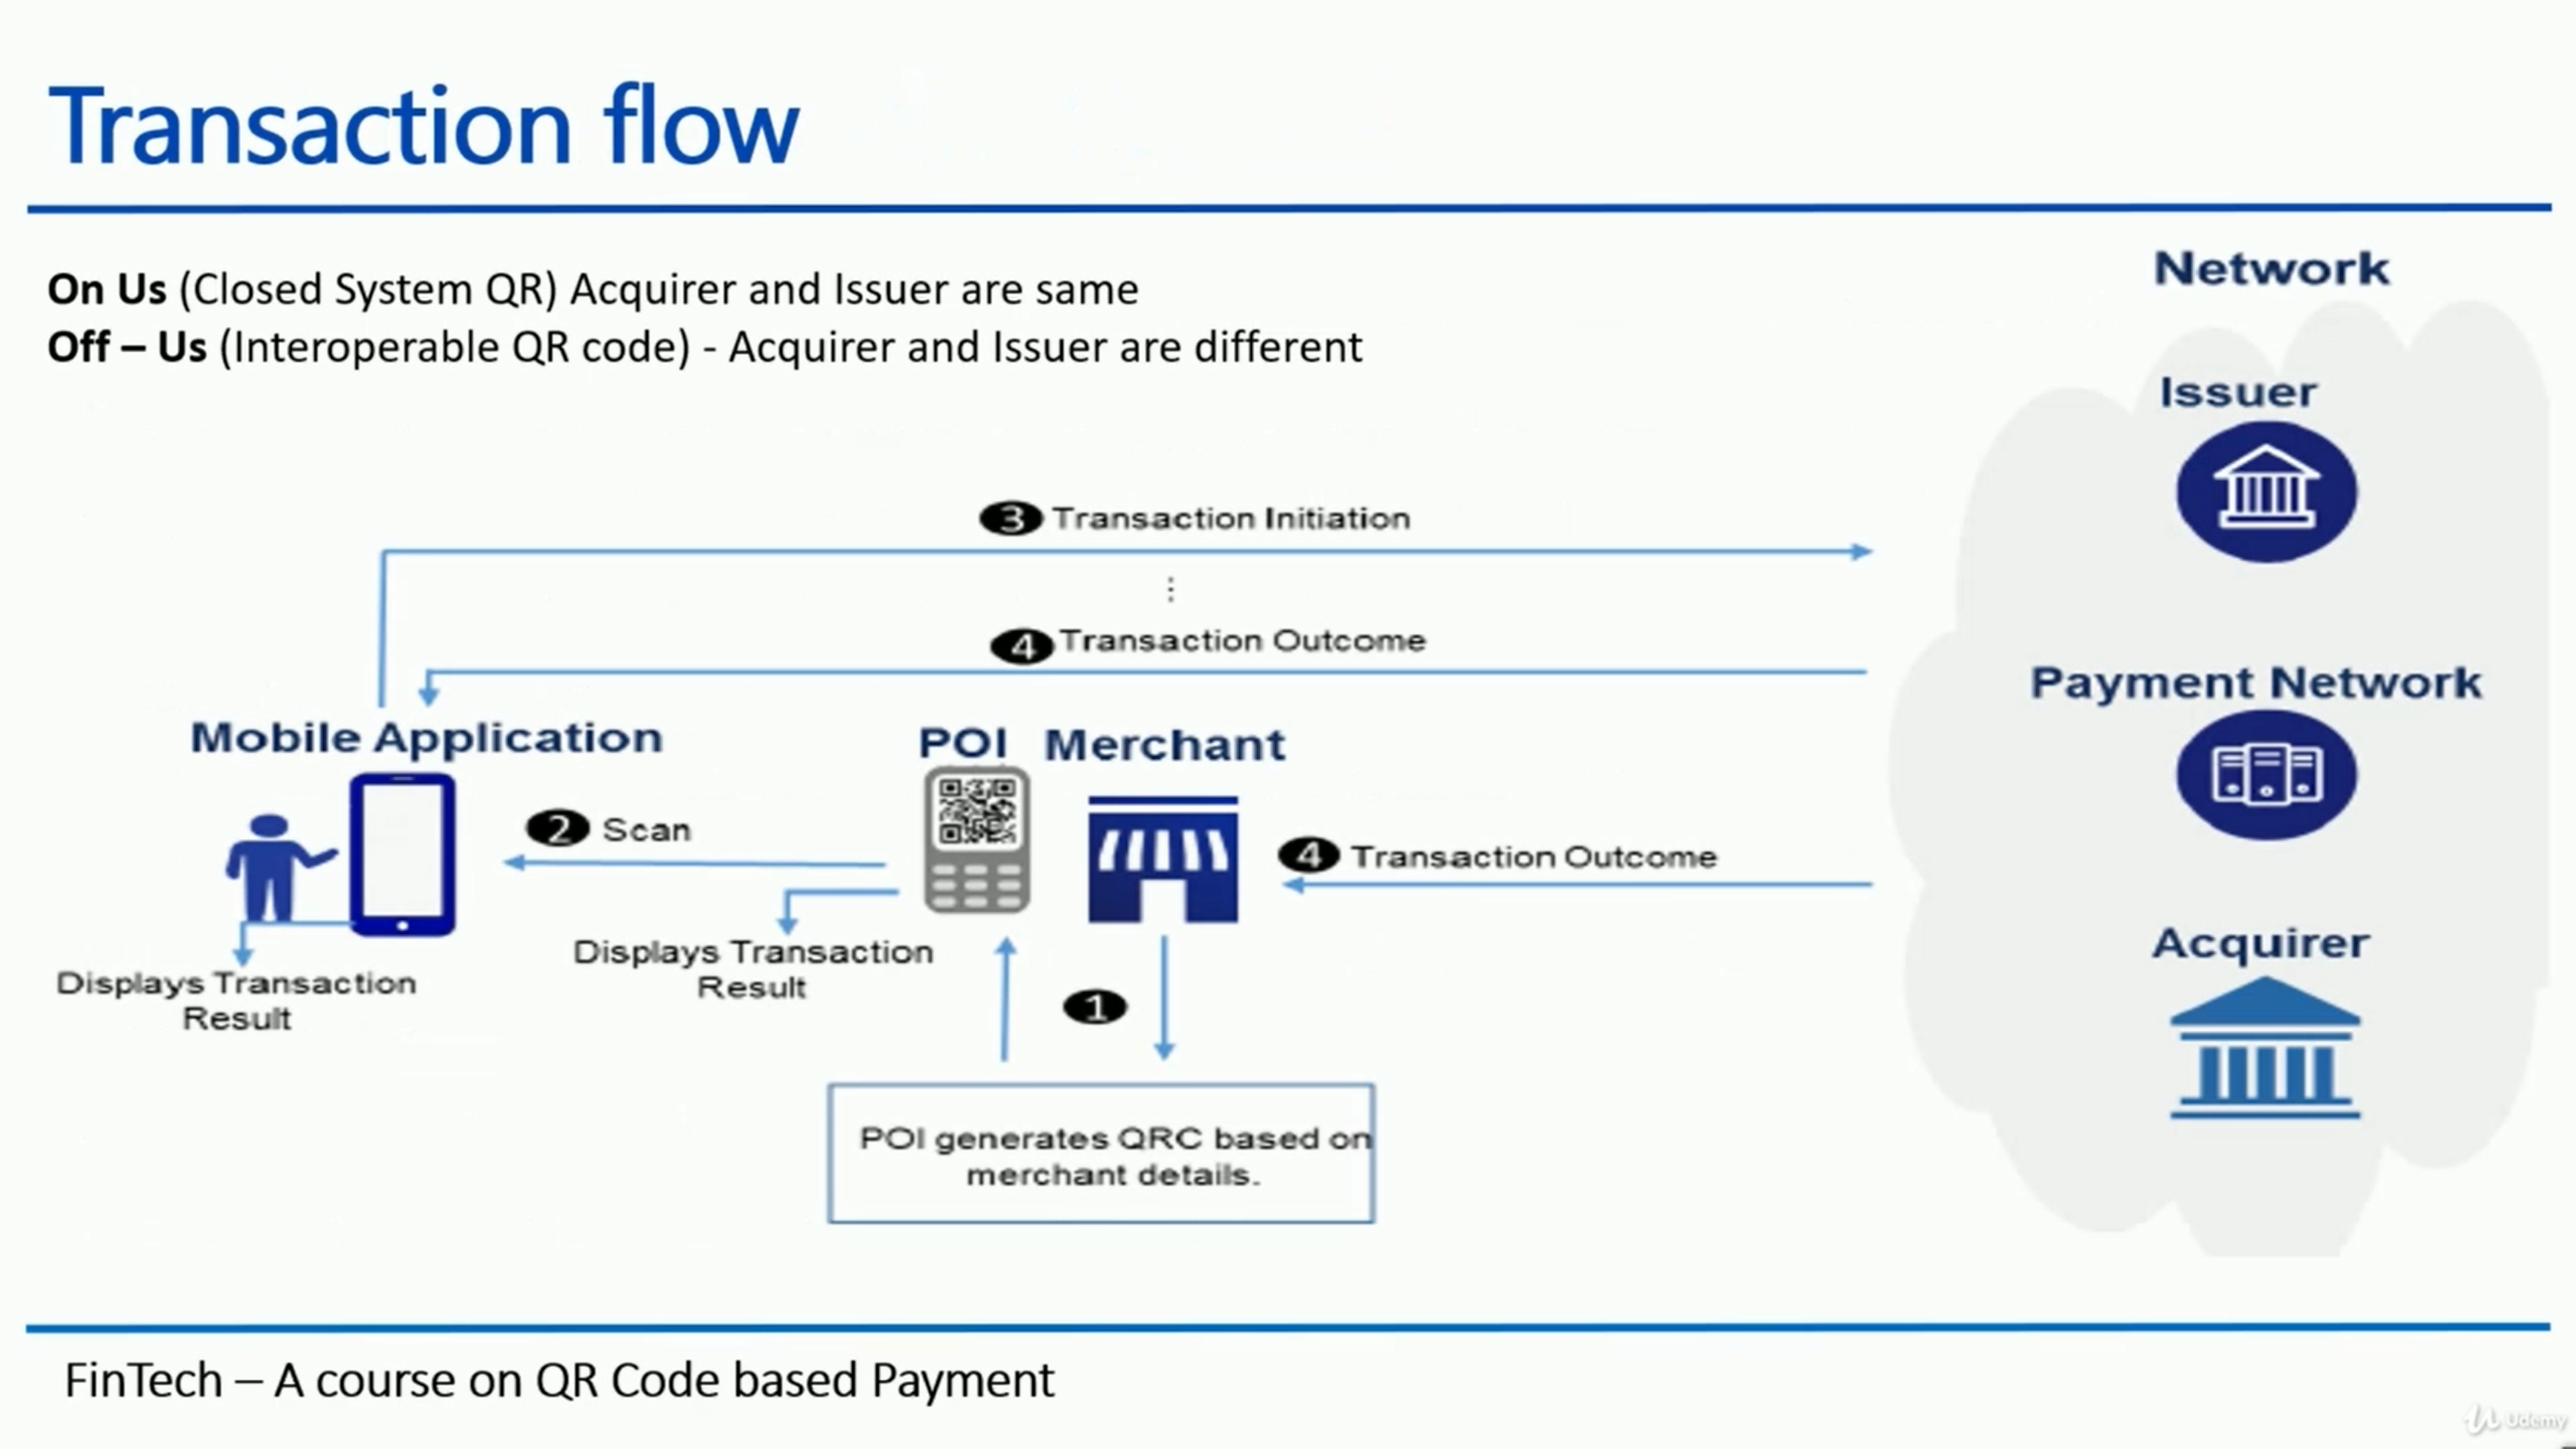 Transaction flow
On Us (Closed System QR) Acquirer and Issuer are same
Off – Us (Interoperable QR code) - Acquirer and Issuer are different
Network
Issuer
3 Transaction Initiation
4 Transaction Outcome
Payment Network
Mobile Application
POI Merchant
2 Scan
4 Transaction Outcome
Displays Transaction
Result
Displays Transaction
Result
Acquirer
1
POI generates QRC based on
merchant details.
FinTech – A course on QR Code based Payment
Udemy